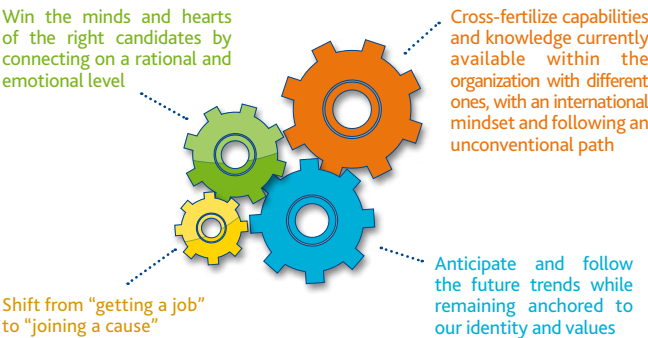 Win the minds and hearts
of the right candidates by
connecting on a rational and
emotional level
Cross-fertilize capabilities
and knowledge currently
available within the
organization with different
ones, with an international
mindset and following an
unconventional path
Shift from “getting a job”
to “joining a cause”
Anticipate and follow
the future trends while
remaining anchored to
our identity and values